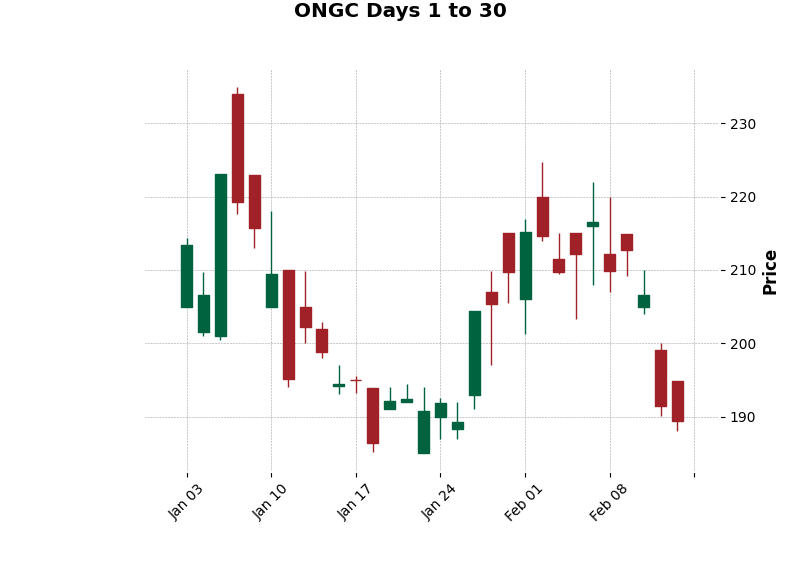 ONGC Days 1 to 30
230
220
210
200
190
Price
Jan 03
Jan 10
Jan 17
Jan 24
Feb 01
Feb 08